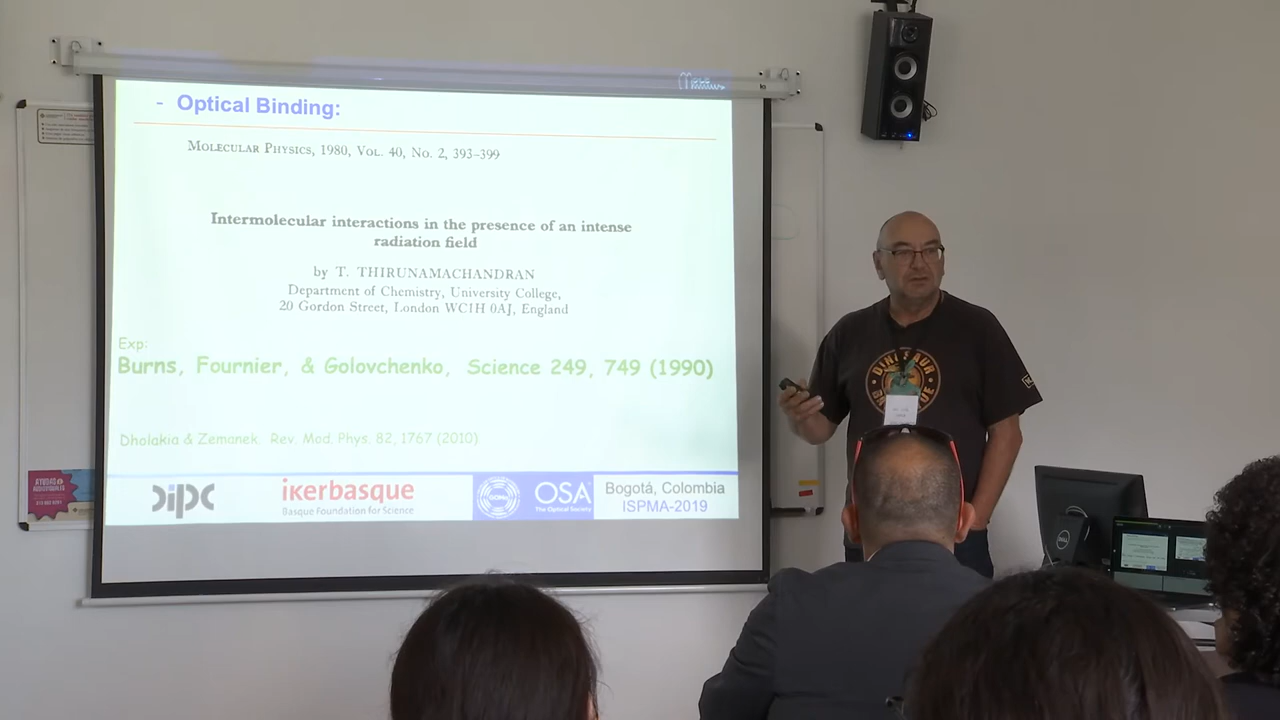 - Optical Binding:
MOLECULAR PHYSICS, 1980, VOL. 40, NO. 2, 393–399
Intermolecular interactions in the presence of an intense
radiation field
by T. THIRUNAMACHANDRAN
Department of Chemistry, University College,
20 Gordon Street, London WC1H 0AJ, England
Exp:
Burns, Fournier, & Golovchenko, Science 249, 749 (1990)
Dholakia & Zemanek Rev. Mod. Phys. 82, 1767 (2010)
dipc
ikerbasque
Basque Foundation for Science
OSA
The Optical Society
Bogotá, Colombia
ISPMA-2019
DINOSAUR
DELL